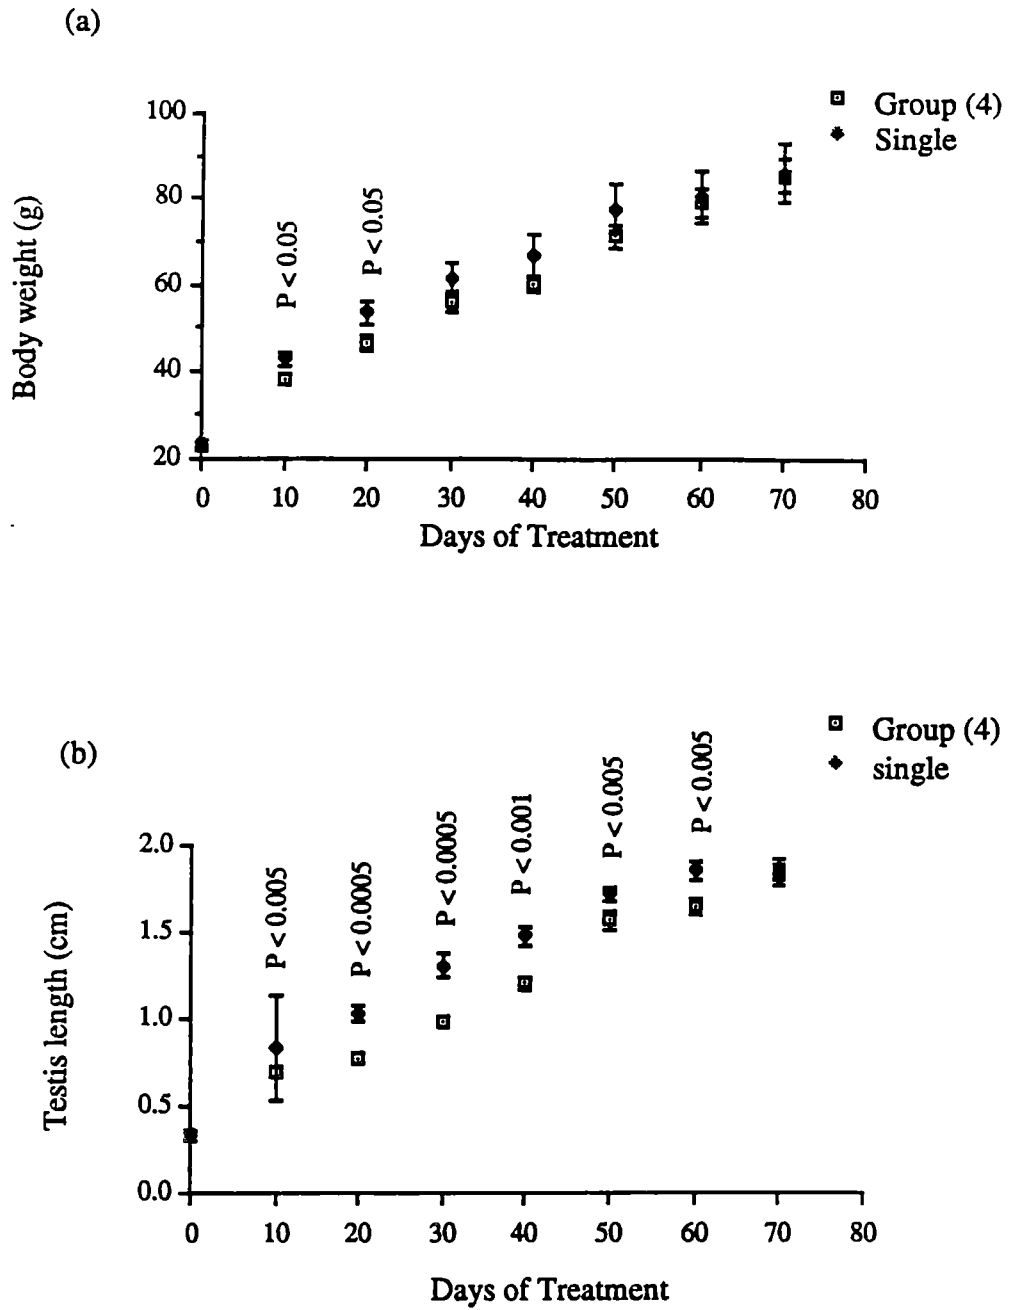 (a)
Group (4)
Single
Body weight (g)
100
80
60
40
20
P < 0.05
P < 0.05
0 10 20 30 40 50 60 70 80
Days of Treatment
(b)
Group (4)
single
Testis length (cm)
2.0
1.5
1.0
0.5
0.0
P < 0.005
P < 0.0005
P < 0.0005
P < 0.001
P < 0.005
P < 0.005
0 10 20 30 40 50 60 70 80
Days of Treatment